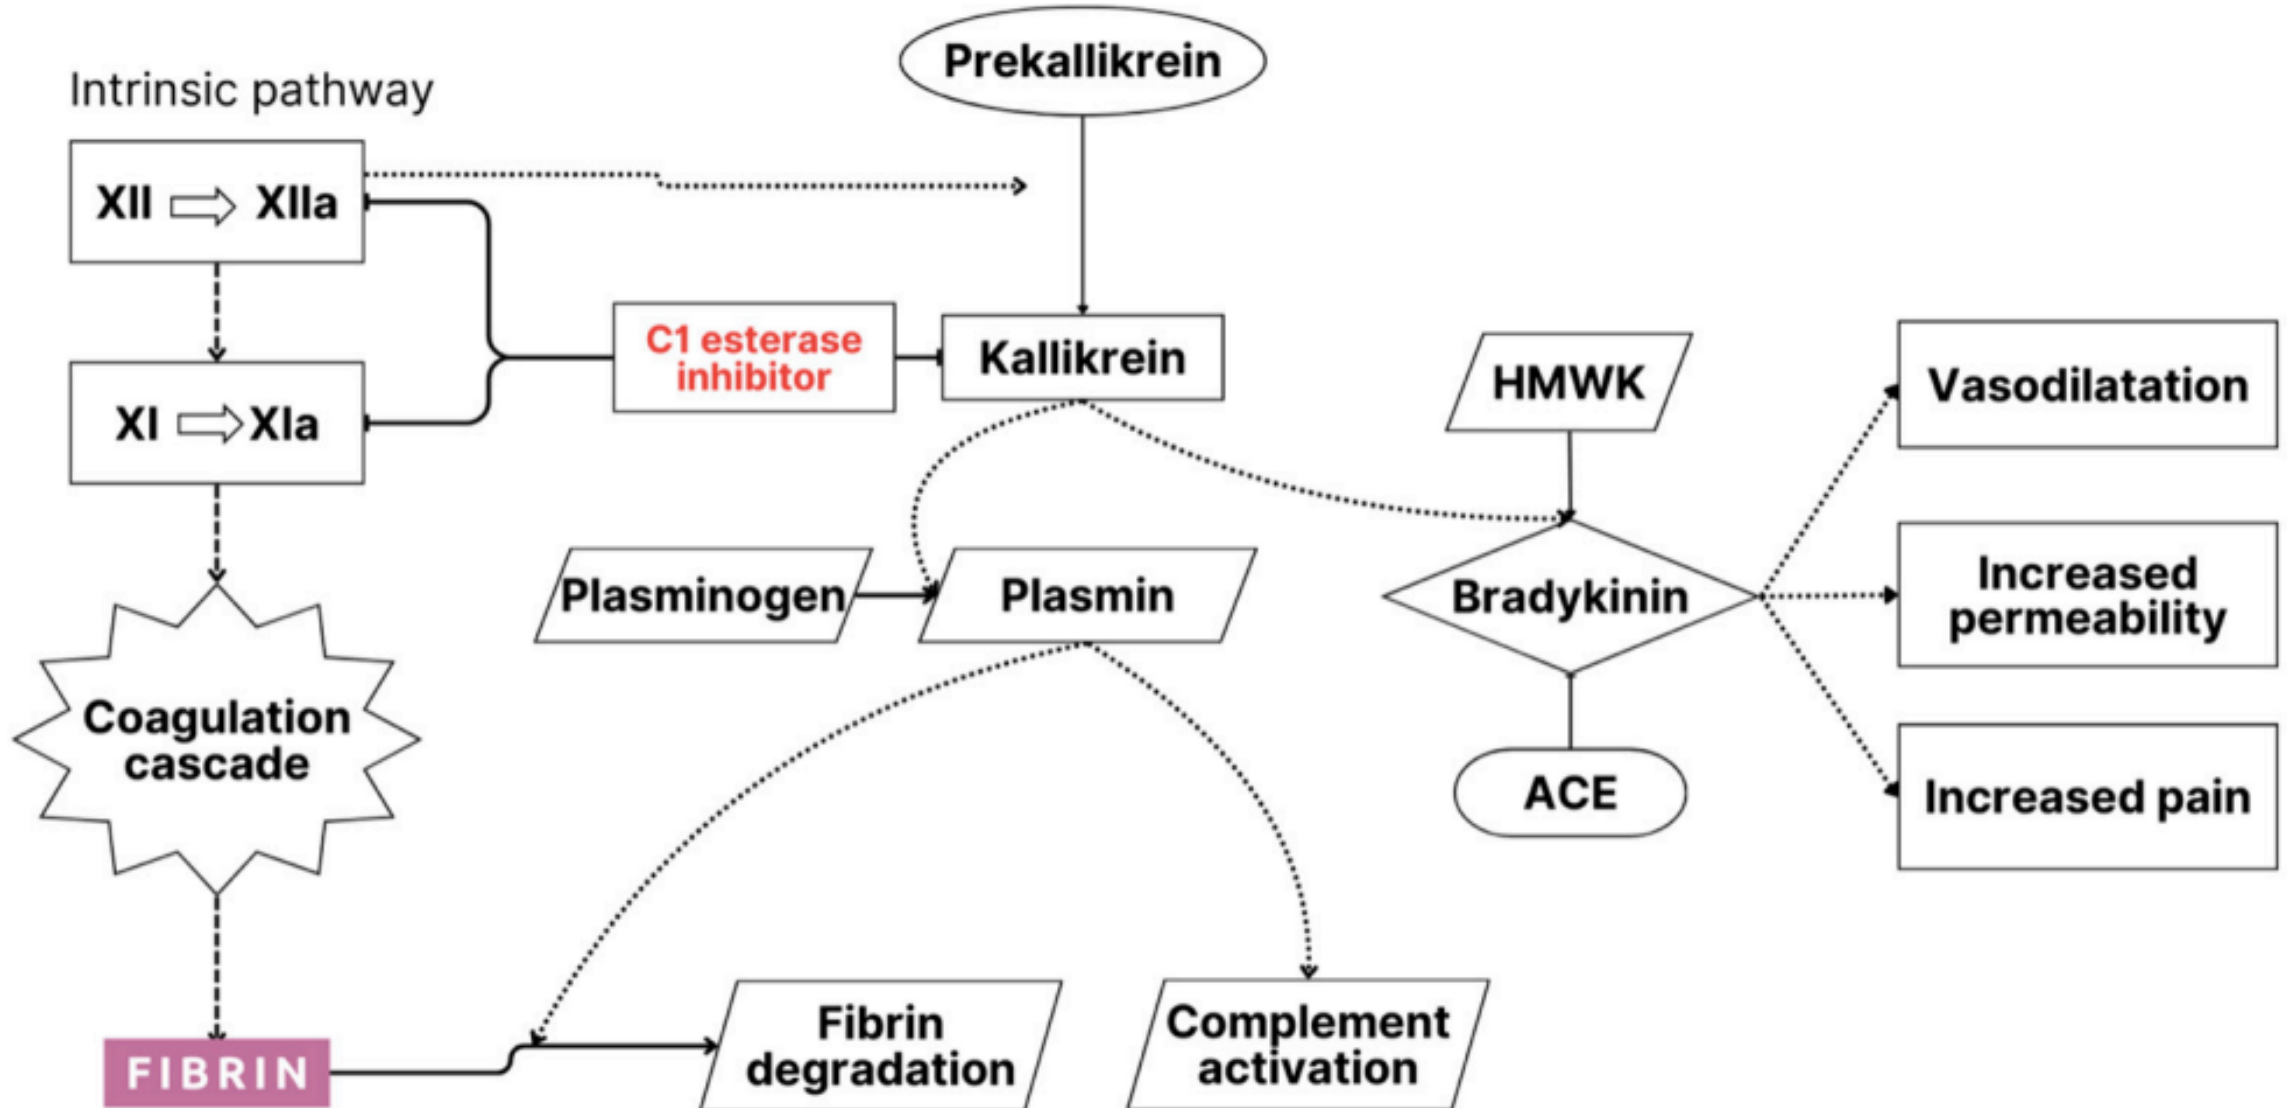 Prekallikrein
Intrinsic pathway
XII XIIa
C1 esterase
inhibitor
Kallikrein
HMWK
Vasodilatation
XI XIa
Plasminogen
Plasmin
Bradykinin
Increased
permeability
Coagulation
cascade
ACE
Increased pain
FIBRIN
Fibrin
degradation
Complement
activation